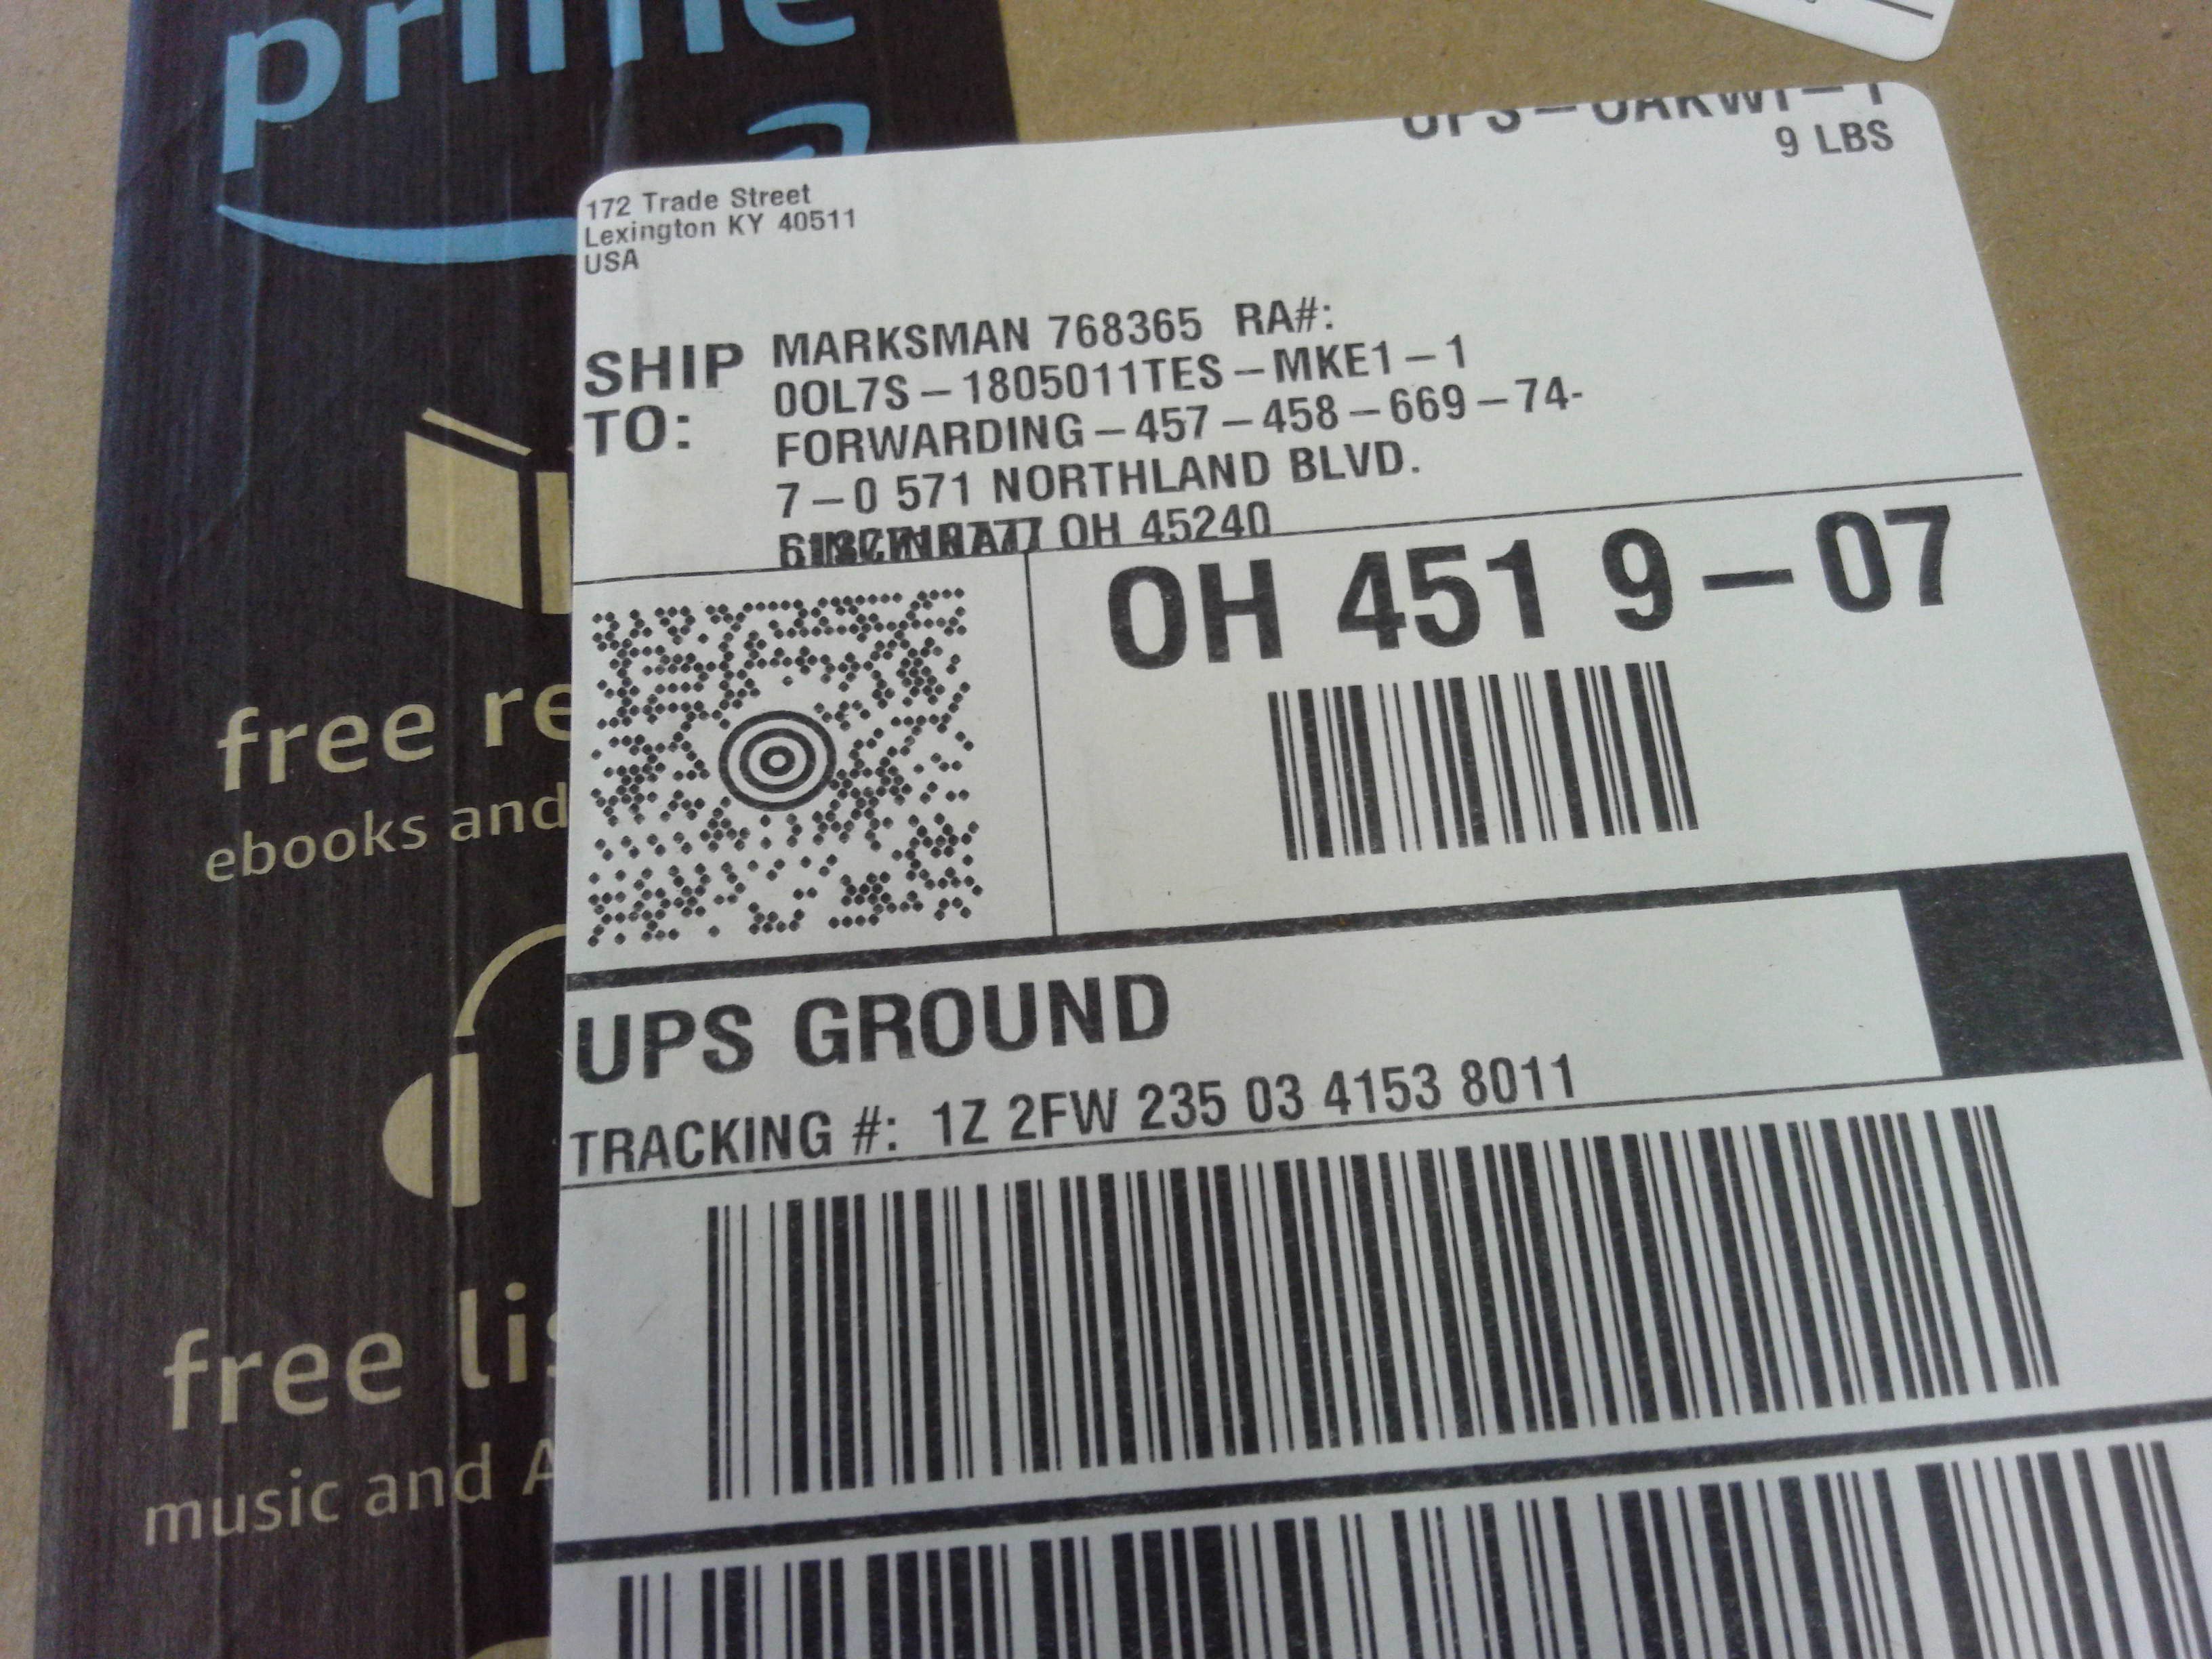 prime
a
free re
ebooks and
free lis
music and A
9 LBS
172 Trade Street
Lexington KY 40511
USA
SHIP TO:
MARKSMAN 768365 RA#:
0OL7S-1805011TES-MKE1-1
FORWARDING-457-458-669-74-
7-0 571 NORTHLAND BLVD.
OH 45240
OH 451 9-07
UPS GROUND
TRACKING #: 1Z 2FW 235 03 4153 8011